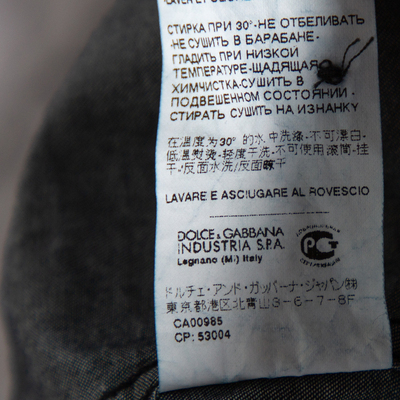 СТИРКА ПРИ 30°-НЕ ОТБЕЛИВАТЬ
-НЕ СУШИТЬ В БАРАБАНЕ-
ГЛАДИТЬ ПРИ НИЗКОЙ
ТЕМПЕРАТУРЕ-ЩАДЯЩАЯ
ХИМЧИСТКА-СУШИТЬ В
ПОДВЕШЕННОМ СОСТОЯНИИ-
СТИРАТЬ СУШИТЬ НА ИЗНАНКУ
在温度为30°的水中洗涤-不可漂白-
低温熨烫-轻度干洗-不可使用滚筒-挂
干-反面水洗/反面晾干
LAVARE E ASCIUGARE AL ROVESCIO
DOLCE & GABBANA
INDUSTRIA S.P.A.
Legnano (Mi) Italy
РСТ
ドルチェ・アンド・ガッバーナ・ジャパン(株)
東京都港区北青山3-6-7-8F
CA00985
CP: 53004